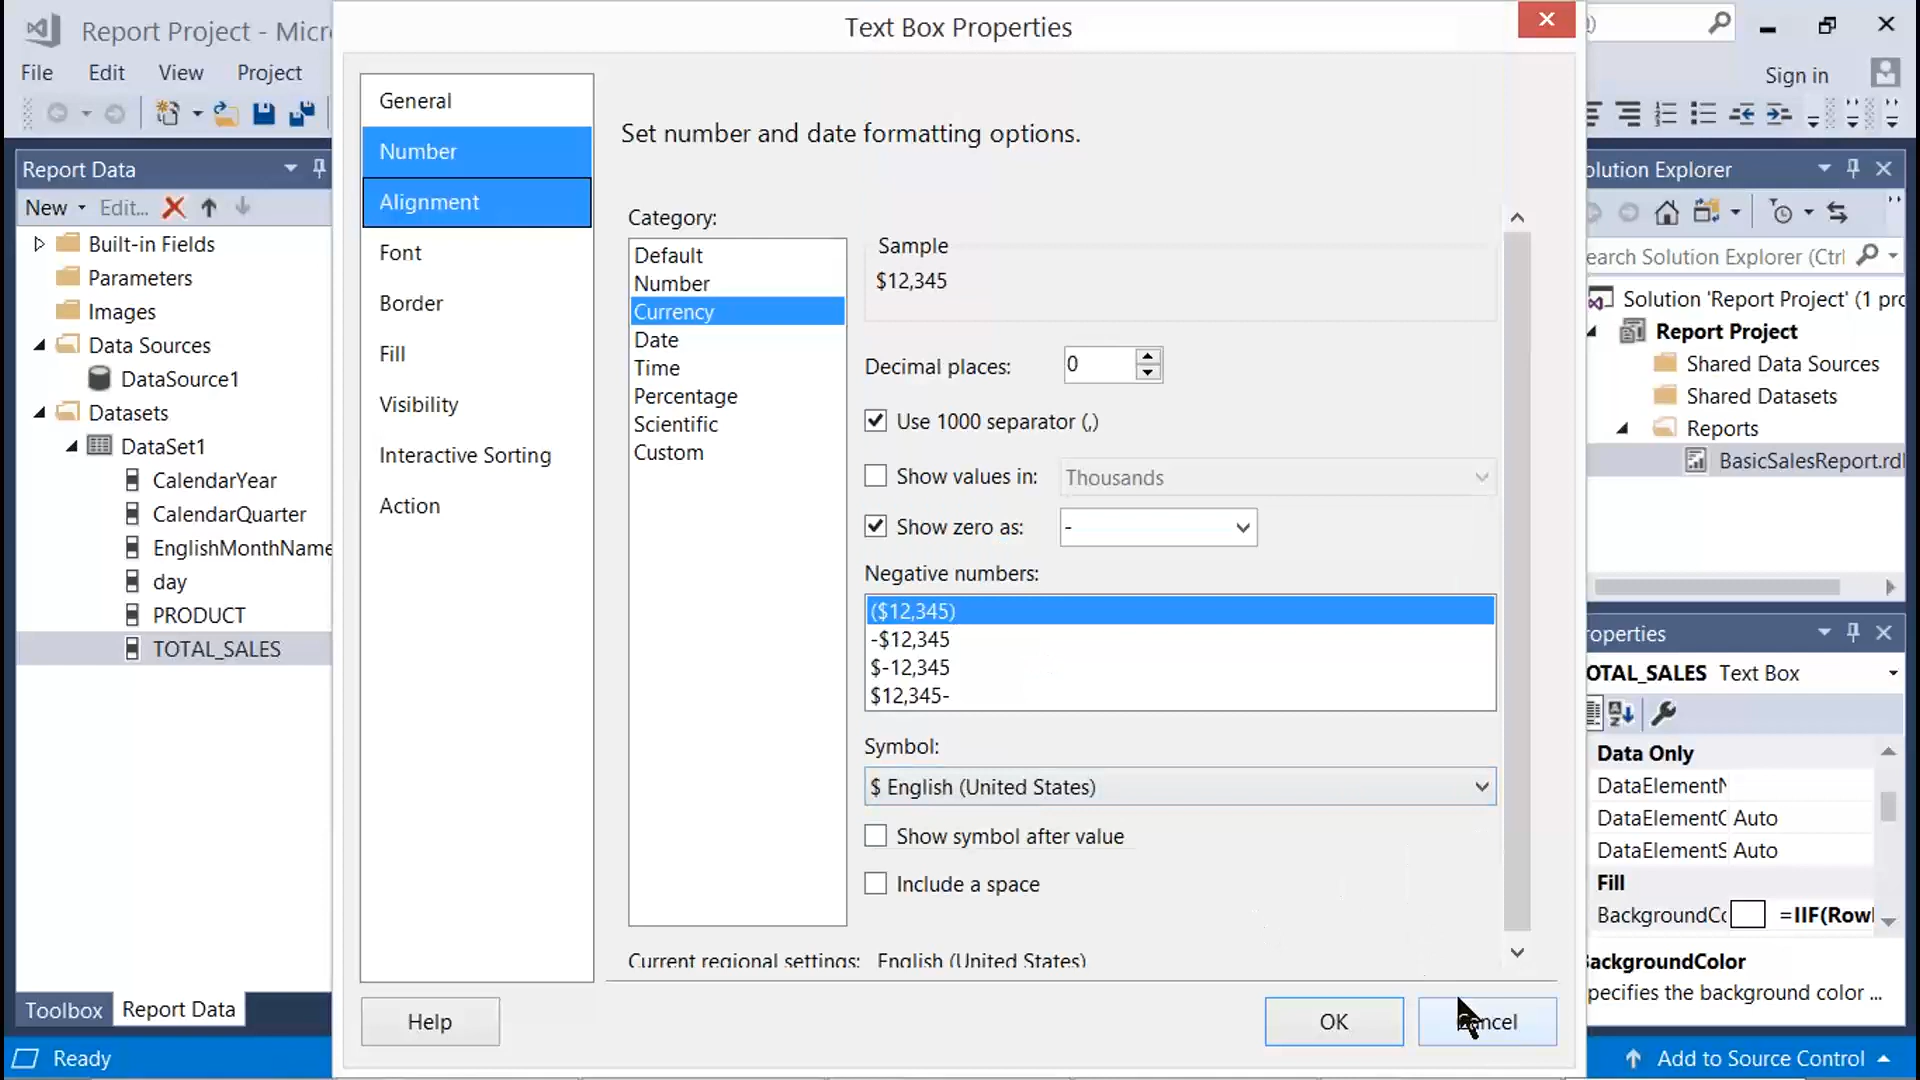 Report Project - Micr
Text Box Properties
File Edit View Project
Sign in
Report Data
New Edit...
Built-in Fields
Parameters
Images
Data Sources
DataSource1
Datasets
DataSet1
CalendarYear
CalendarQuarter
EnglishMonthName
day
PRODUCT
TOTAL_SALES
Toolbox Report Data
Ready
General
Number
Alignment
Font
Border
Fill
Visibility
Interactive Sorting
Action
Set number and date formatting options.
Category:
Default
Number
Currency
Date
Time
Percentage
Scientific
Custom
Sample
$12,345
Decimal places: 0
Use 1000 separator (,)
Show values in: Thousands
Show zero as: -
Negative numbers:
($12,345)
-$12,345
$-12,345
$12,345-
Symbol:
$ English (United States)
Show symbol after value
Include a space
Current regional settings: English (United States)
Help OK Cancel
olution Explorer
earch Solution Explorer (Ctrl
Solution 'Report Project' (1 pro
Report Project
Shared Data Sources
Shared Datasets
Reports
BasicSalesReport.rdl
roperties
OTAL_SALES Text Box
Data Only
DataElementN
DataElementO Auto
DataElementS Auto
Fill
BackgroundCo =IIF(Row
BackgroundColor
pecifies the background color ...
Add to Source Control